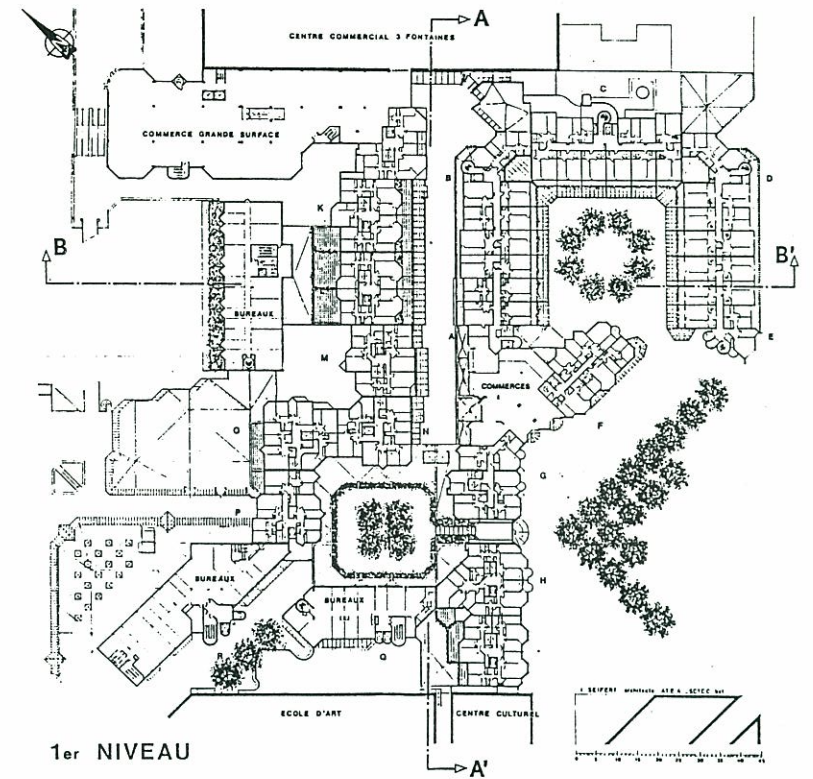 A
CENTRE COMMERCIAL 3 FONTAINES
C
COMMERCE GRANDE SURFACE
B
D
K
B
B'
BUREAUX
A
E
M
COMMERCES
F
O
N
G
P
H
BUREAUX
BUREAUX
R
Q
ECOLE D'ART
CENTRE CULTUREL
1er NIVEAU
A'